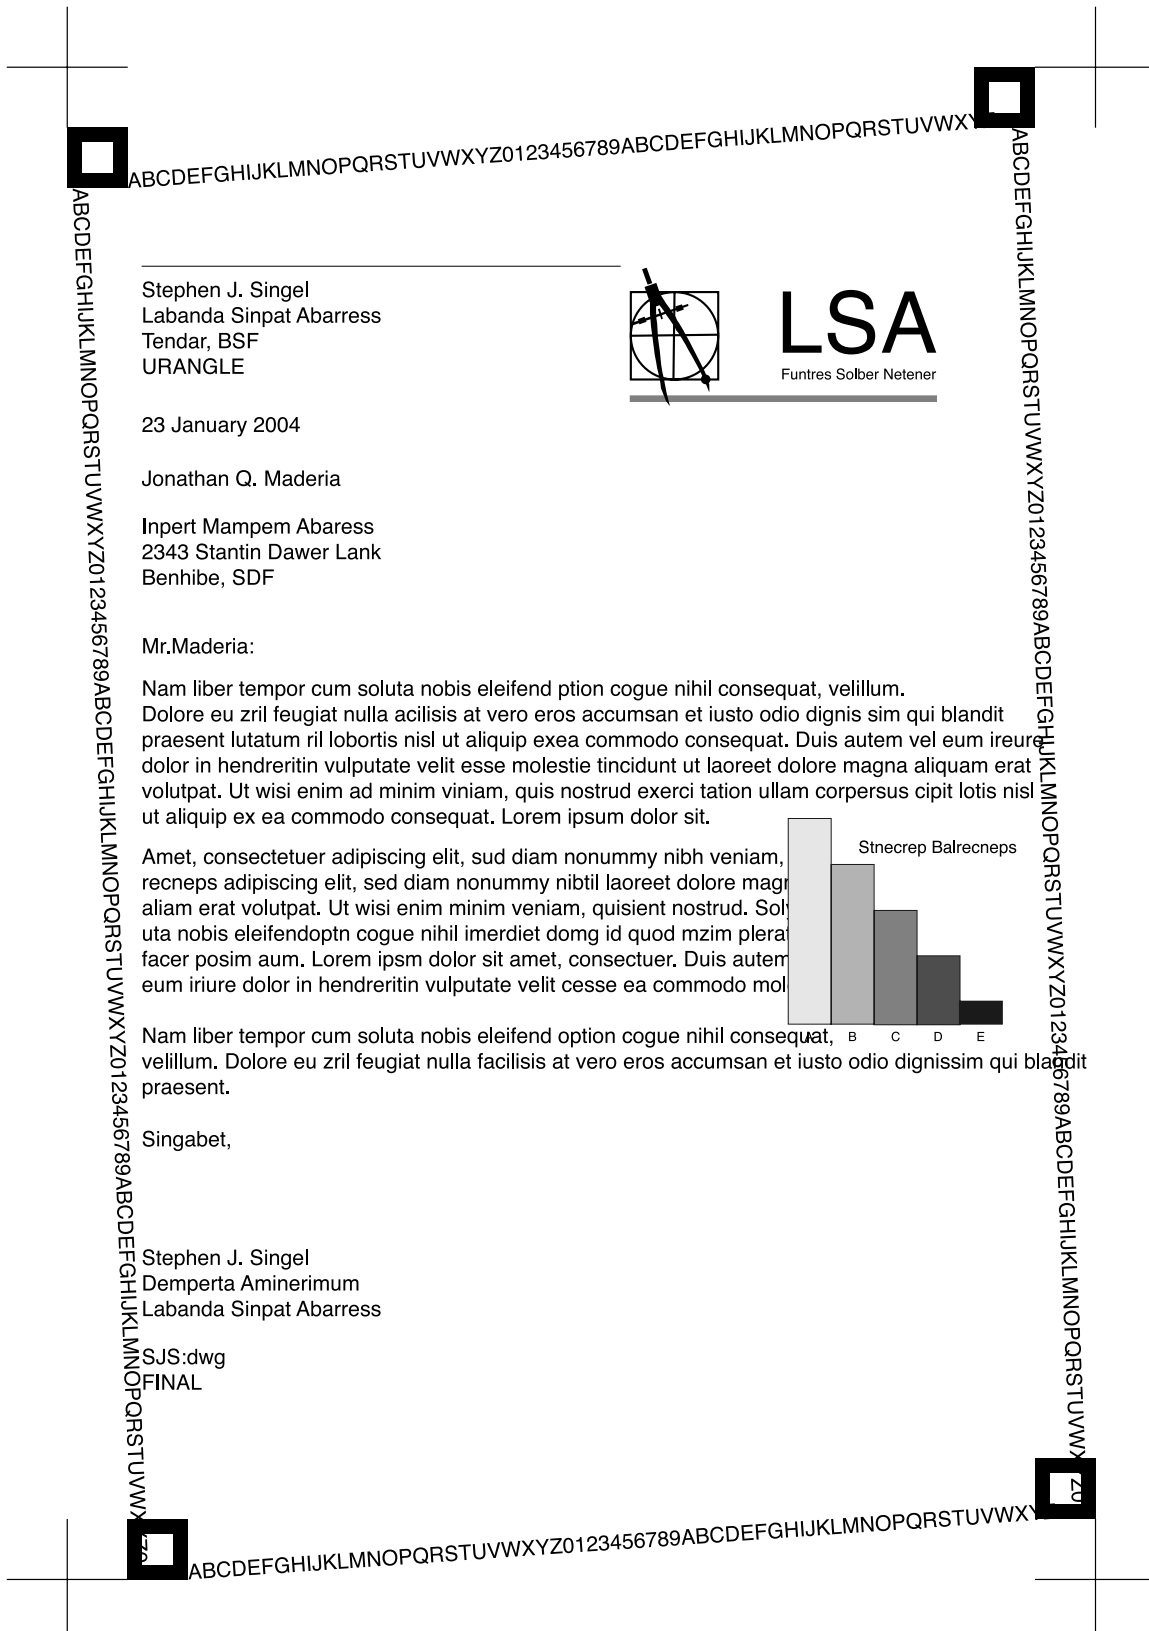 ABCDEFGHIJKLMNOPQRSTUVWXYZ0123456789ABCDEFGHIJKLMNOPQRSTUVWX
ABCDEFGHIJKLMNOPQRSTUVWXYZ0123456789ABCDEFGHIJKLMNOPQRSTUVWXYZ0123456789ABCDEFGHIJKLMNOPQRSTUVWX
Stephen J. Singel
Labanda Sinpat Abarress
Tendar, BSF
URANGLE
LSA
Funtres Solber Netener
23 January 2004
Jonathan Q. Maderia
Inpert Mampem Abaress
2343 Stantin Dawer Lank
Benhibe, SDF
Mr.Maderia:
Nam liber tempor cum soluta nobis eleifend ption cogue nihil consequat, velillum.
Dolore eu zril feugiat nulla acilisis at vero eros accumsan et iusto odio dignis sim qui blandit
praesent lutatum ril lobortis nisl ut aliquip exea commodo consequat. Duis autem vel eum ireure
dolor in hendreritin vulputate velit esse molestie tincidunt ut laoreet dolore magna aliquam erat
volutpat. Ut wisi enim ad minim viniam, quis nostrud exerci tation ullam corpersus cipit lotis nisl
ut aliquip ex ea commodo consequat. Lorem ipsum dolor sit.
Amet, consectetuer adipiscing elit, sud diam nonummy nibh veniam,
recneps adipiscing elit, sed diam nonummy nibtil laoreet dolore
aliam erat volutpat. Ut wisi enim minim veniam, quisient nostrud.
uta nobis eleifendoptn cogue nihil imerdiet domg id quod mzim
facer posim aum. Lorem ipsm dolor sit amet, consectuer. Duis autem
eum iriure dolor in hendreritin vulputate velit cesse ea commodo
Stnecrep Balrecneps
A B C D E
Nam liber tempor cum soluta nobis eleifend option cogue nihil consequat,
velillum. Dolore eu zril feugiat nulla facilisis at vero eros accumsan et iusto odio dignissim qui blandit
praesent.
Singabet,
Stephen J. Singel
Demperta Aminerimum
Labanda Sinpat Abarress
SJS:dwg
FINAL
ABCDEFGHIJKLMNOPQRSTUVWXYZ0123456789ABCDEFGHIJKLMNOPQRSTUVWXYZ0123456789ABCDEFGHIJKLMNOPQRSTUVWX Z0
ABCDEFGHIJKLMNOPQRSTUVWXYZ0123456789ABCDEFGHIJKLMNOPQRSTUVWX